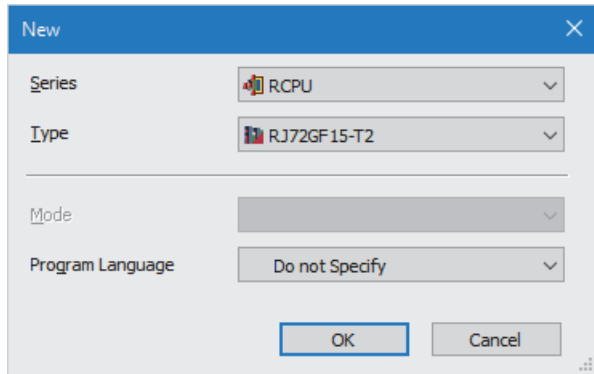 New
Series
RCPU
Type
RJ72GF15-T2
Mode
Program Language
Do not Specify
OK
Cancel